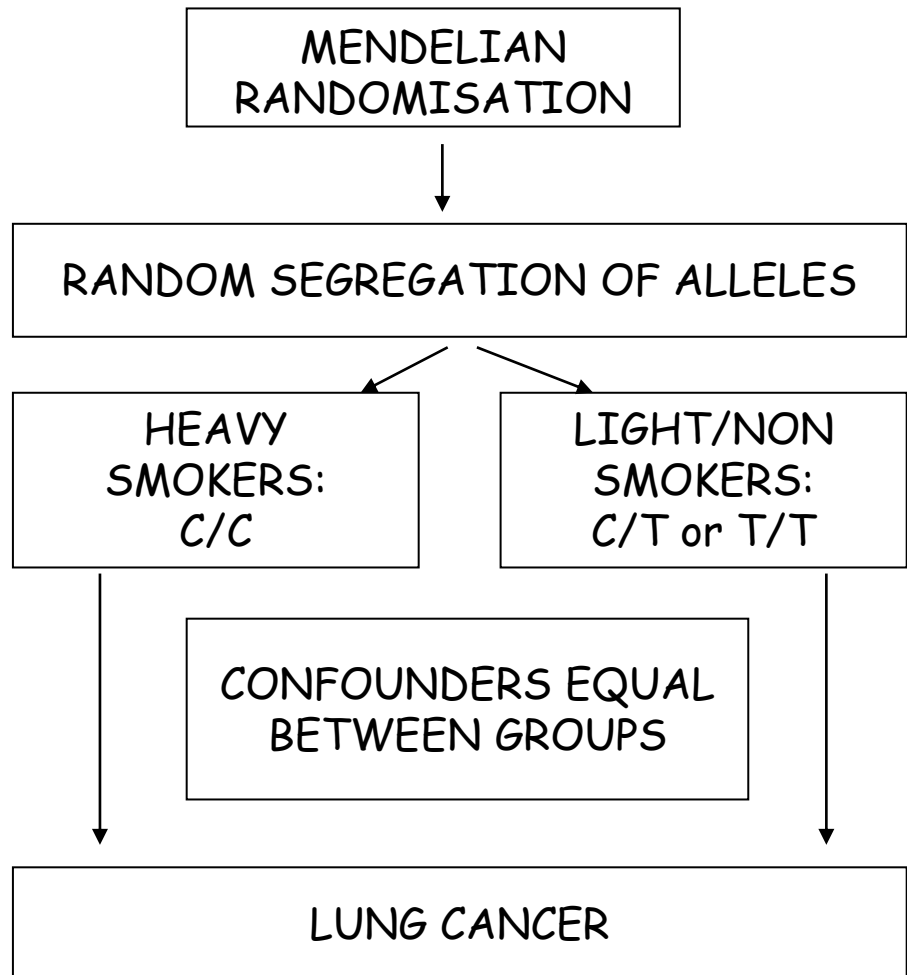 MENDELIAN
RANDOMISATION
RANDOM SEGREGATION OF ALLELES
HEAVY
SMOKERS:
C/C
LIGHT/NON
SMOKERS:
C/T or T/T
CONFOUNDERS EQUAL
BETWEEN GROUPS
LUNG CANCER